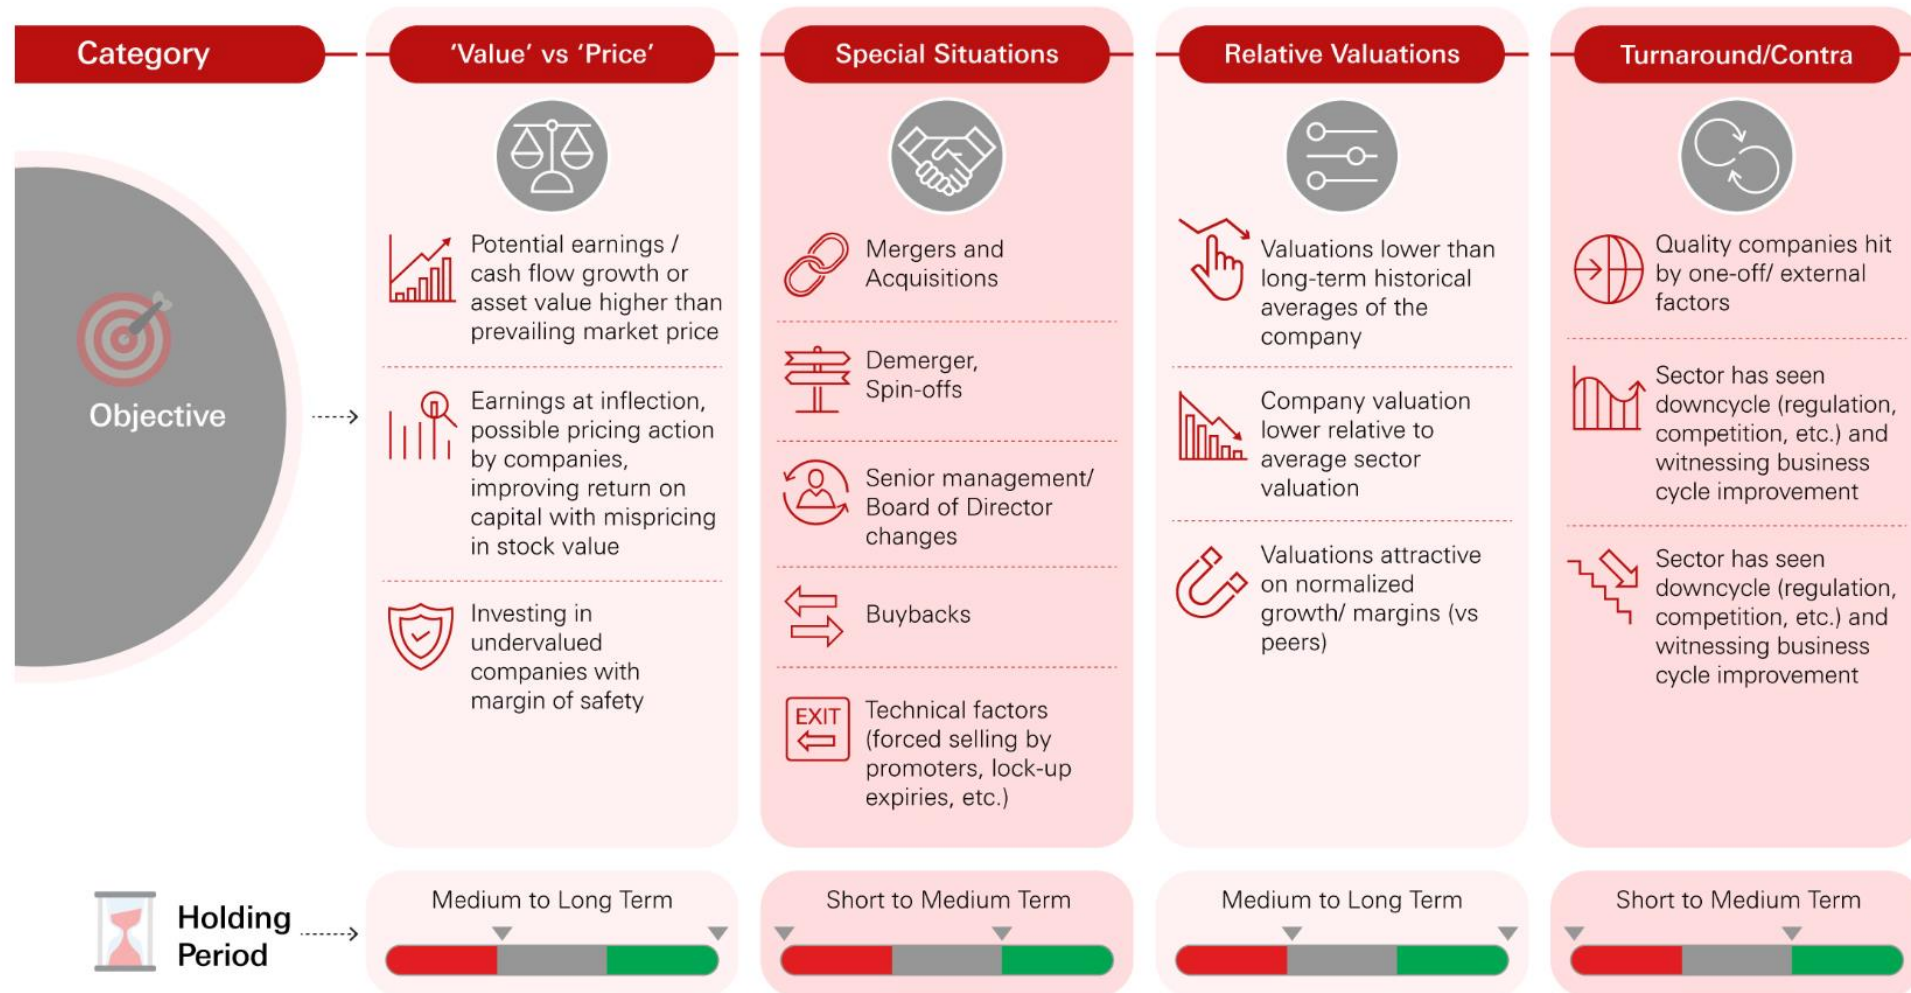 Category
'Value' vs 'Price'
Special Situations
Relative Valuations
Turnaround/Contra
Objective
Potential earnings /
cash flow growth or
asset value higher than
prevailing market price
Earnings at inflection,
possible pricing action
by companies,
improving return on
capital with mispricing
in stock value
Investing in
undervalued
companies with
margin of safety
Mergers and
Acquisitions
Demerger,
Spin-offs
Senior management/
Board of Director
changes
Buybacks
EXIT
Technical factors
(forced selling by
promoters, lock-up
expiries, etc.)
Valuations lower than
long-term historical
averages of the
company
Company valuation
lower relative to
average sector
valuation
Valuations attractive
on normalized
growth/ margins (vs
peers)
Quality companies hit
by one-off/ external
factors
Sector has seen
downcycle (regulation,
competition, etc.) and
witnessing business
cycle improvement
Sector has seen
downcycle (regulation,
competition, etc.) and
witnessing business
cycle improvement
Holding
Period
Medium to Long Term
Short to Medium Term
Medium to Long Term
Short to Medium Term